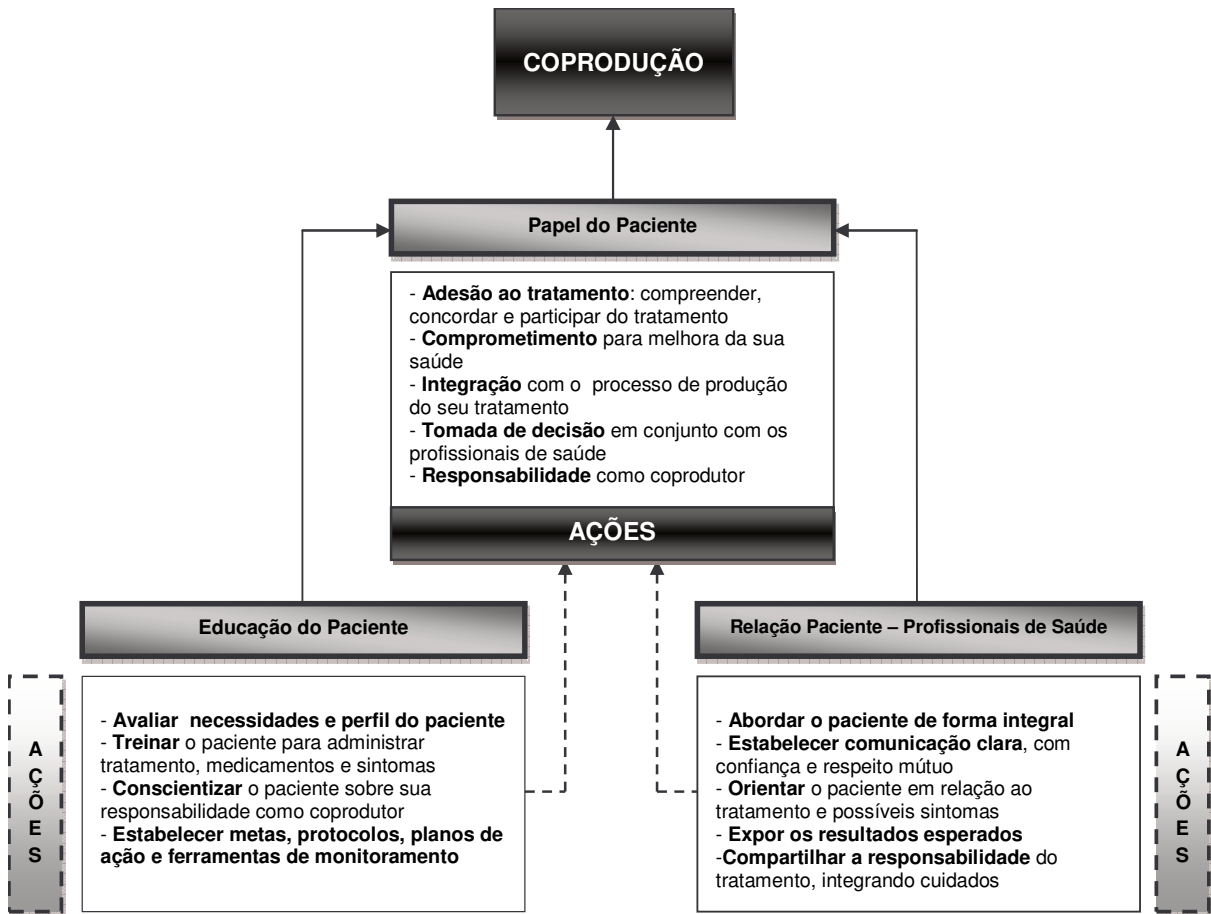 COPRODUÇÃO
Papel do Paciente
- Adesão ao tratamento: compreender,
concordar e participar do tratamento
- Comprometimento para melhora da sua
saúde
- Integração com o processo de produção
do seu tratamento
- Tomada de decisão em conjunto com os
profissionais de saúde
- Responsabilidade como coprodutor
AÇÕES
Educação do Paciente
AÇÕES
- Avaliar necessidades e perfil do paciente
- Treinar o paciente para administrar
tratamento, medicamentos e sintomas
- Conscientizar o paciente sobre sua
responsabilidade como coprodutor
- Estabelecer metas, protocolos, planos de
ação e ferramentas de monitoramento
Relação Paciente – Profissionais de Saúde
- Abordar o paciente de forma integral
- Estabelecer comunicação clara, com
confiança e respeito mútuo
- Orientar o paciente em relação ao
tratamento e possíveis sintomas
- Expor os resultados esperados
-Compartilhar a responsabilidade do
tratamento, integrando cuidados
AÇÕES